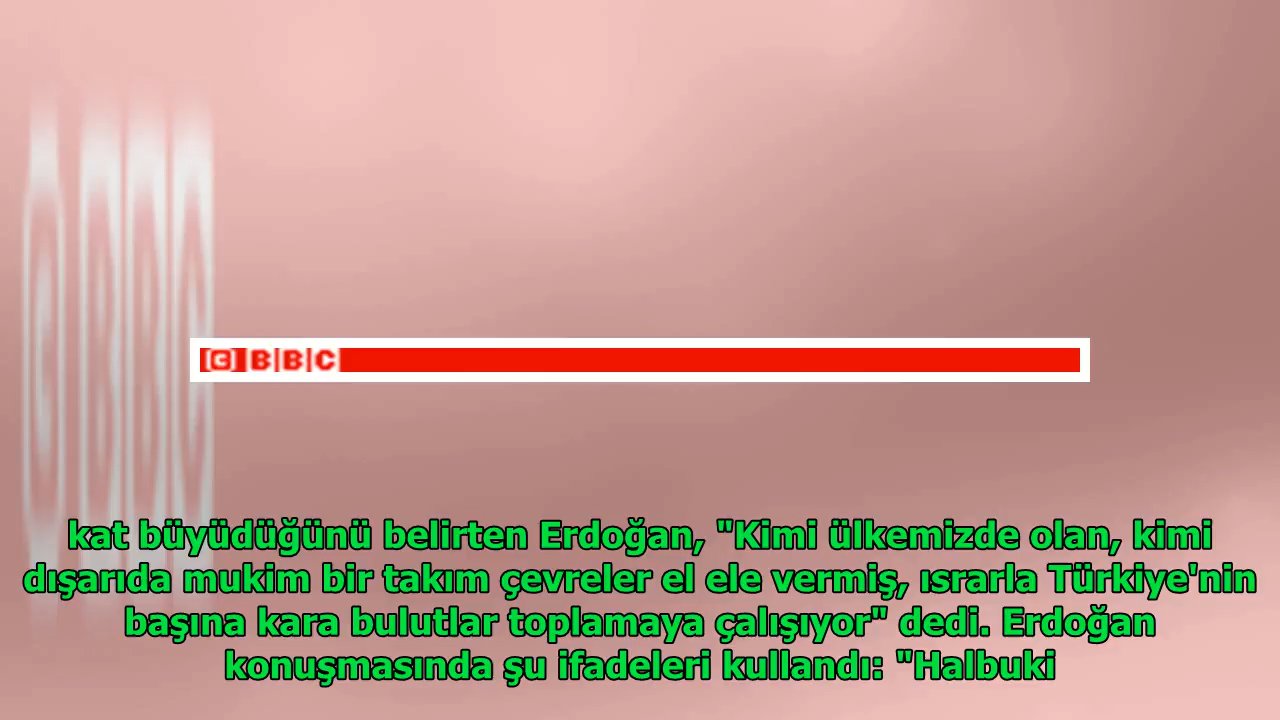 BBC
kat büyüdüğünü belirten Erdoğan, "Kimi ülkemizde olan, kimi
dışarıda mukim bir takım çevreler el ele vermiş, ısrarla Türkiye'nin
başına kara bulutlar toplamaya çalışıyor" dedi. Erdoğan
konuşmasında şu ifadeleri kullandı: "Halbuki